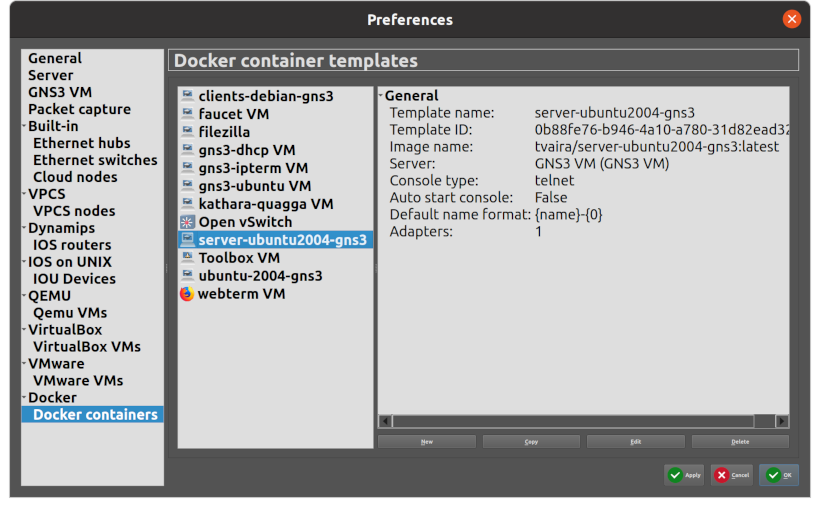 Preferences
General
Server
GNS3 VM
Packet capture
Built-in
Ethernet hubs
Ethernet switches
Cloud nodes
VPCS
VPCS nodes
Dynamips
IOS routers
IOS on UNIX
IOU Devices
QEMU
Qemu VMs
VirtualBox
VirtualBox VMs
VMware
VMware VMs
Docker
Docker containers
Docker container templates
clients-debian-gns3
faucet VM
filezilla
gns3-dhcp VM
gns3-ipterm VM
gns3-ubuntu VM
kathara-quagga VM
Open vSwitch
server-ubuntu2004-gns3
Toolbox VM
ubuntu-2004-gns3
webterm VM
General
Template name: server-ubuntu2004-gns3
Template ID: 0b88fe76-b946-4a10-a780-31d82ead32
Image name: tvaira/server-ubuntu2004-gns3:latest
Server: GNS3 VM (GNS3 VM)
Console type: telnet
Auto start console: False
Default name format: {name}-{0}
Adapters: 1
New Copy Edit Delete
Apply Cancel OK